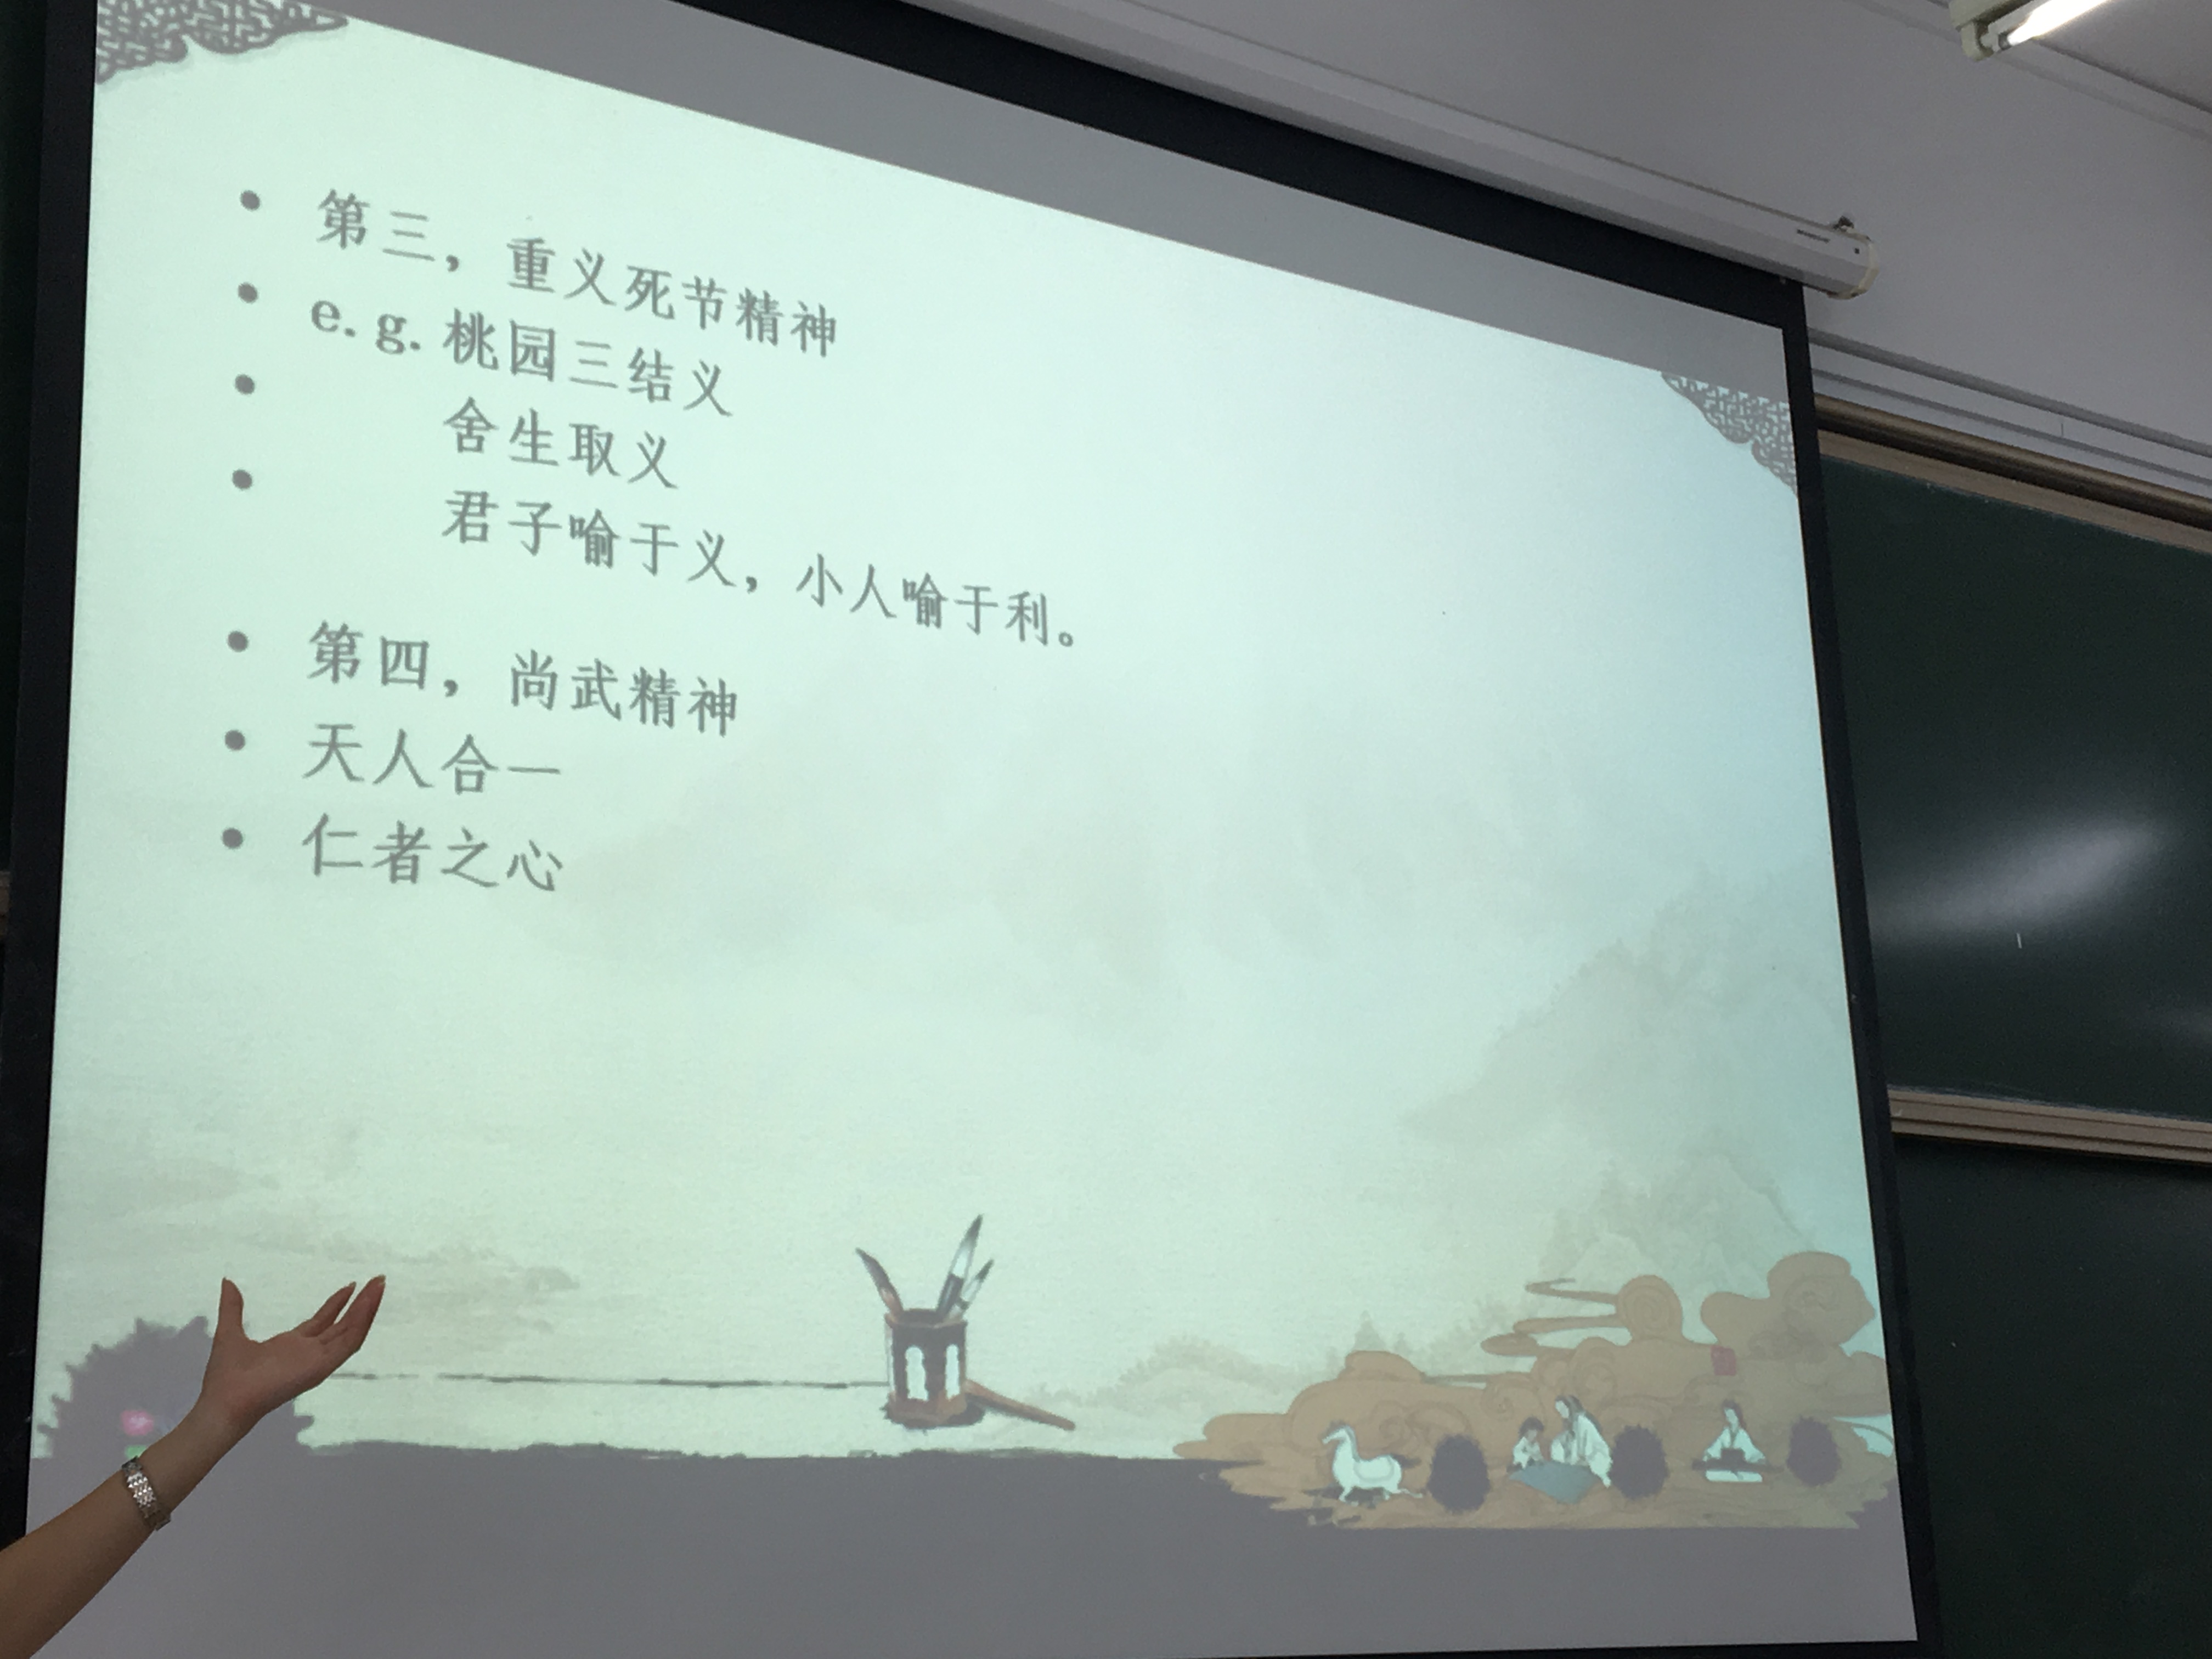 • 第三，重义死节精神
• e.g.桃园三结义
• 舍生取义
• 君子喻于义，小人喻于利。
• 第四，尚武精神
• 天人合一
• 仁者之心